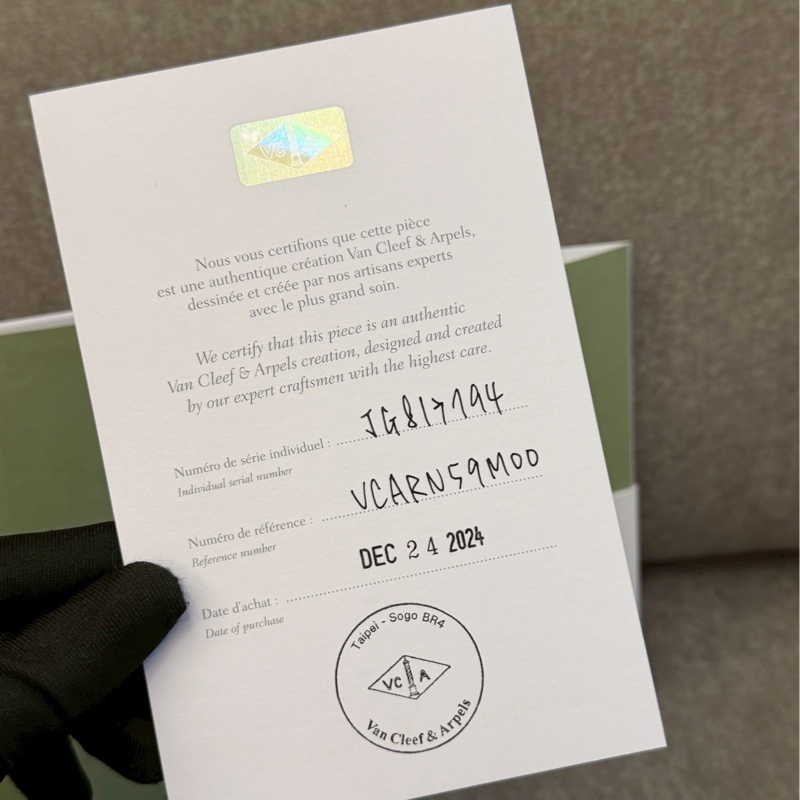 VC
Nous vous certifions que cette pièce
est une authentique création Van Cleef & Arpels,
dessinée et créée par nos artisans experts
avec le plus grand soin.
We certify that this piece is an authentic
Van Cleef & Arpels creation, designed and created
by our expert craftsmen with the highest care.
Numéro de série individuel : JG817194
Individual serial number
Numéro de référence : VCARN59M00
Reference number
DEC 24 2024
Date d'achat :
Date of purchase
Taipei - Sogo BR4
VC A
Van Cleef & Arpels